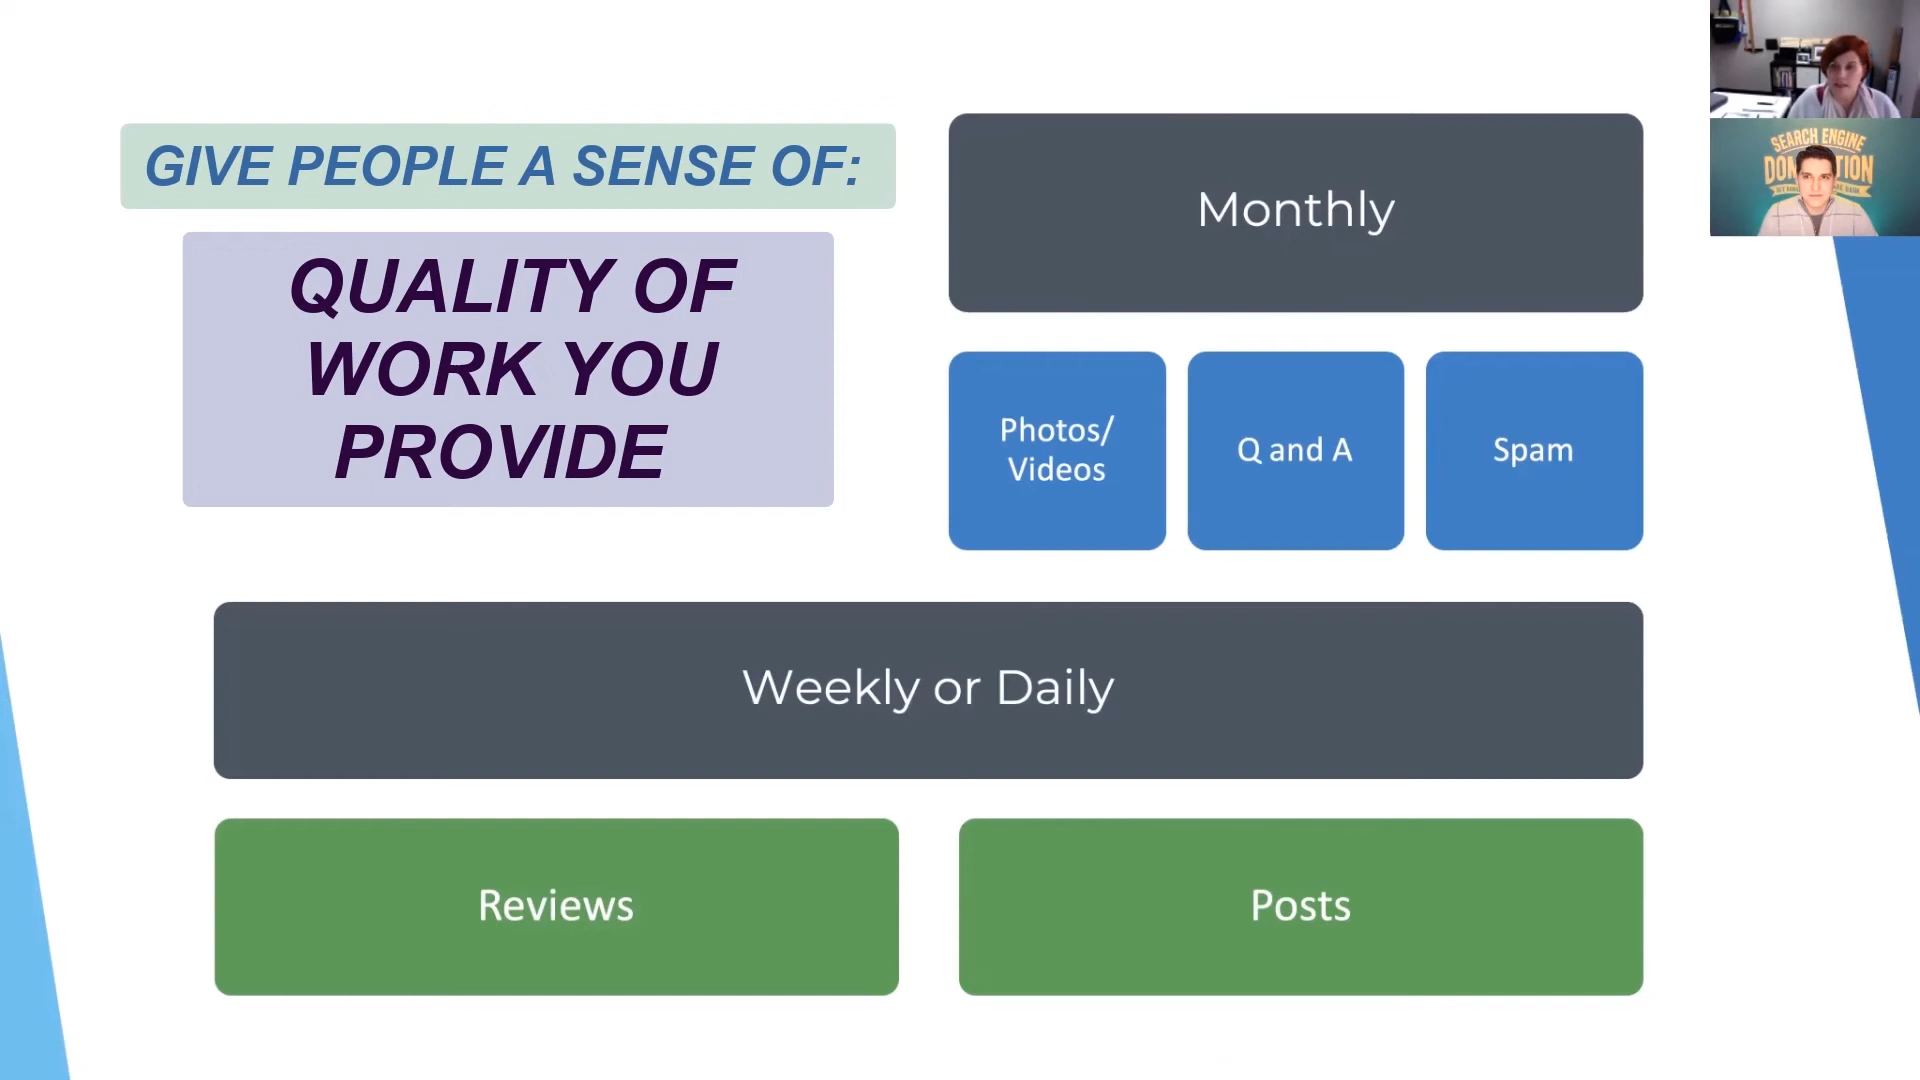 GIVE PEOPLE A SENSE OF:
QUALITY OF
WORK YOU
PROVIDE
Monthly
Photos/
Videos
Q and A
Spam
Weekly or Daily
Reviews
Posts
SEARCH ENGINE